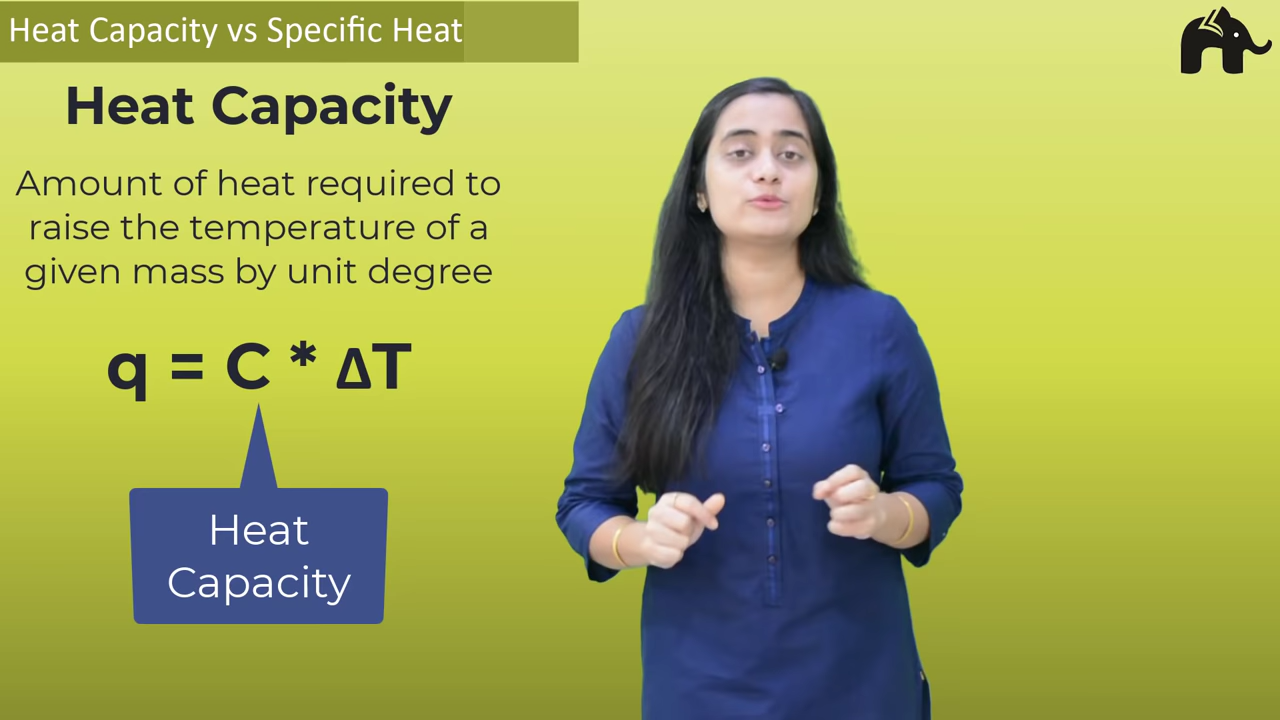 Heat Capacity vs Specific Heat
Heat Capacity
Amount of heat required to
raise the temperature of a
given mass by unit degree
q = C * ΔT
Heat
Capacity